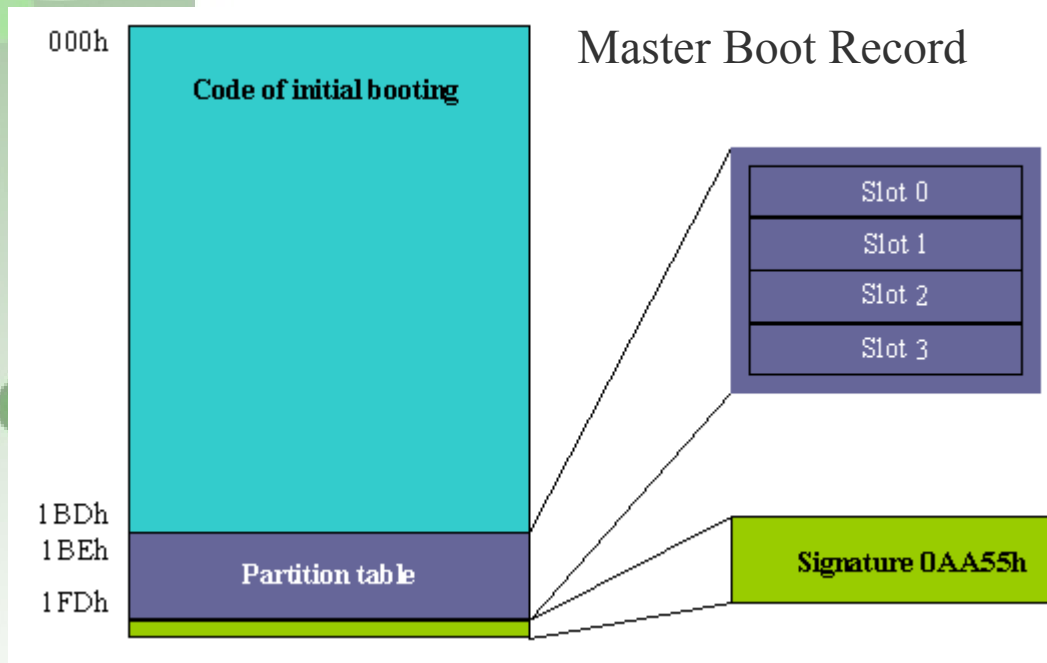 Master Boot Record
000h
Code of initial booting
Slot 0
Slot 1
Slot 2
Slot 3
1BDh
1BEh
Partition table
1FDh
Signature 0AA55h